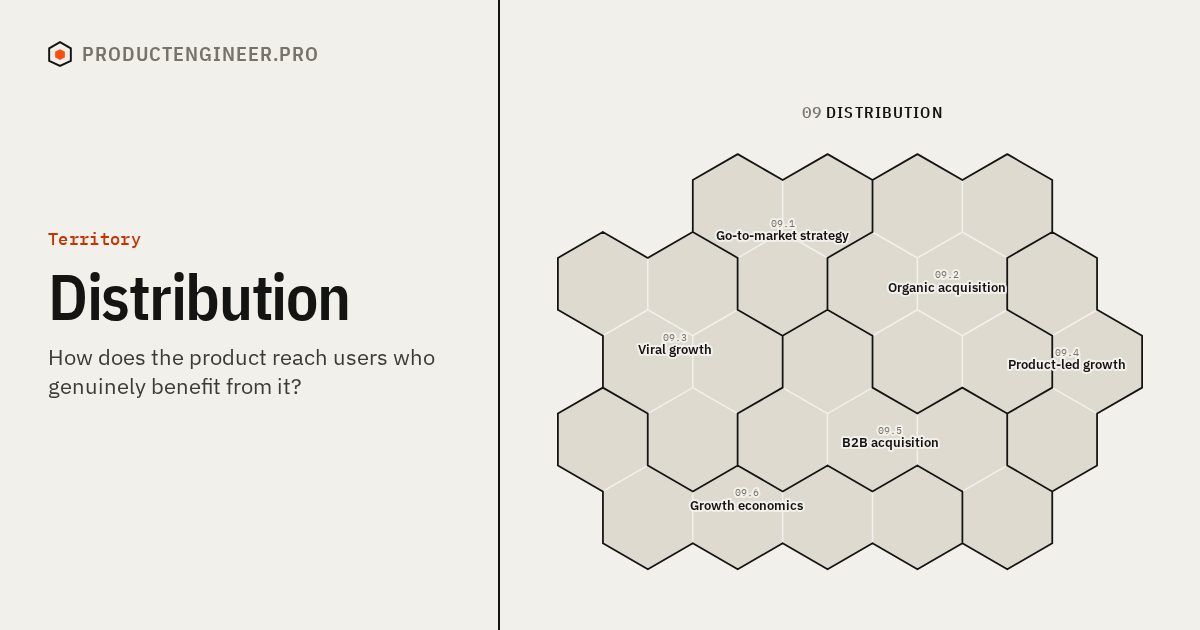 PRODUCTENGINEER.PRO
Territory
Distribution
How does the product reach users who
genuinely benefit from it?
09 DISTRIBUTION
09.1
Go-to-market strategy
09.2
Organic acquisition
09.3
Viral growth
09.4
Product-led growth
09.5
B2B acquisition
09.6
Growth economics